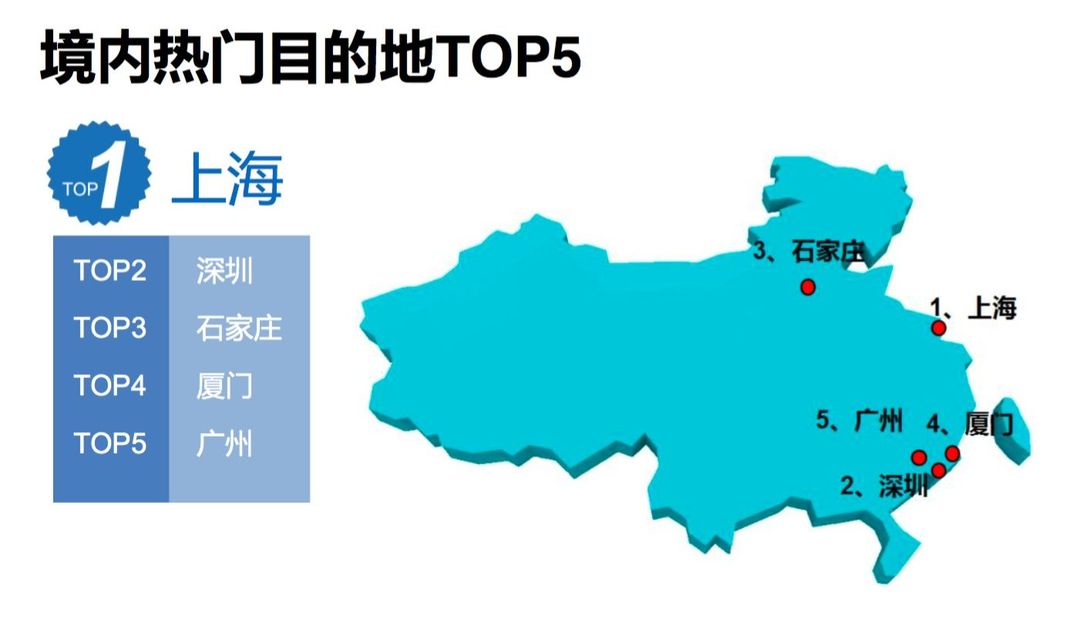 境内热门目的地TOP5
TOP1 上海
TOP2 深圳
TOP3 石家庄
TOP4 厦门
TOP5 广州
3、石家庄
1、上海
5、广州
4、厦门
2、深圳